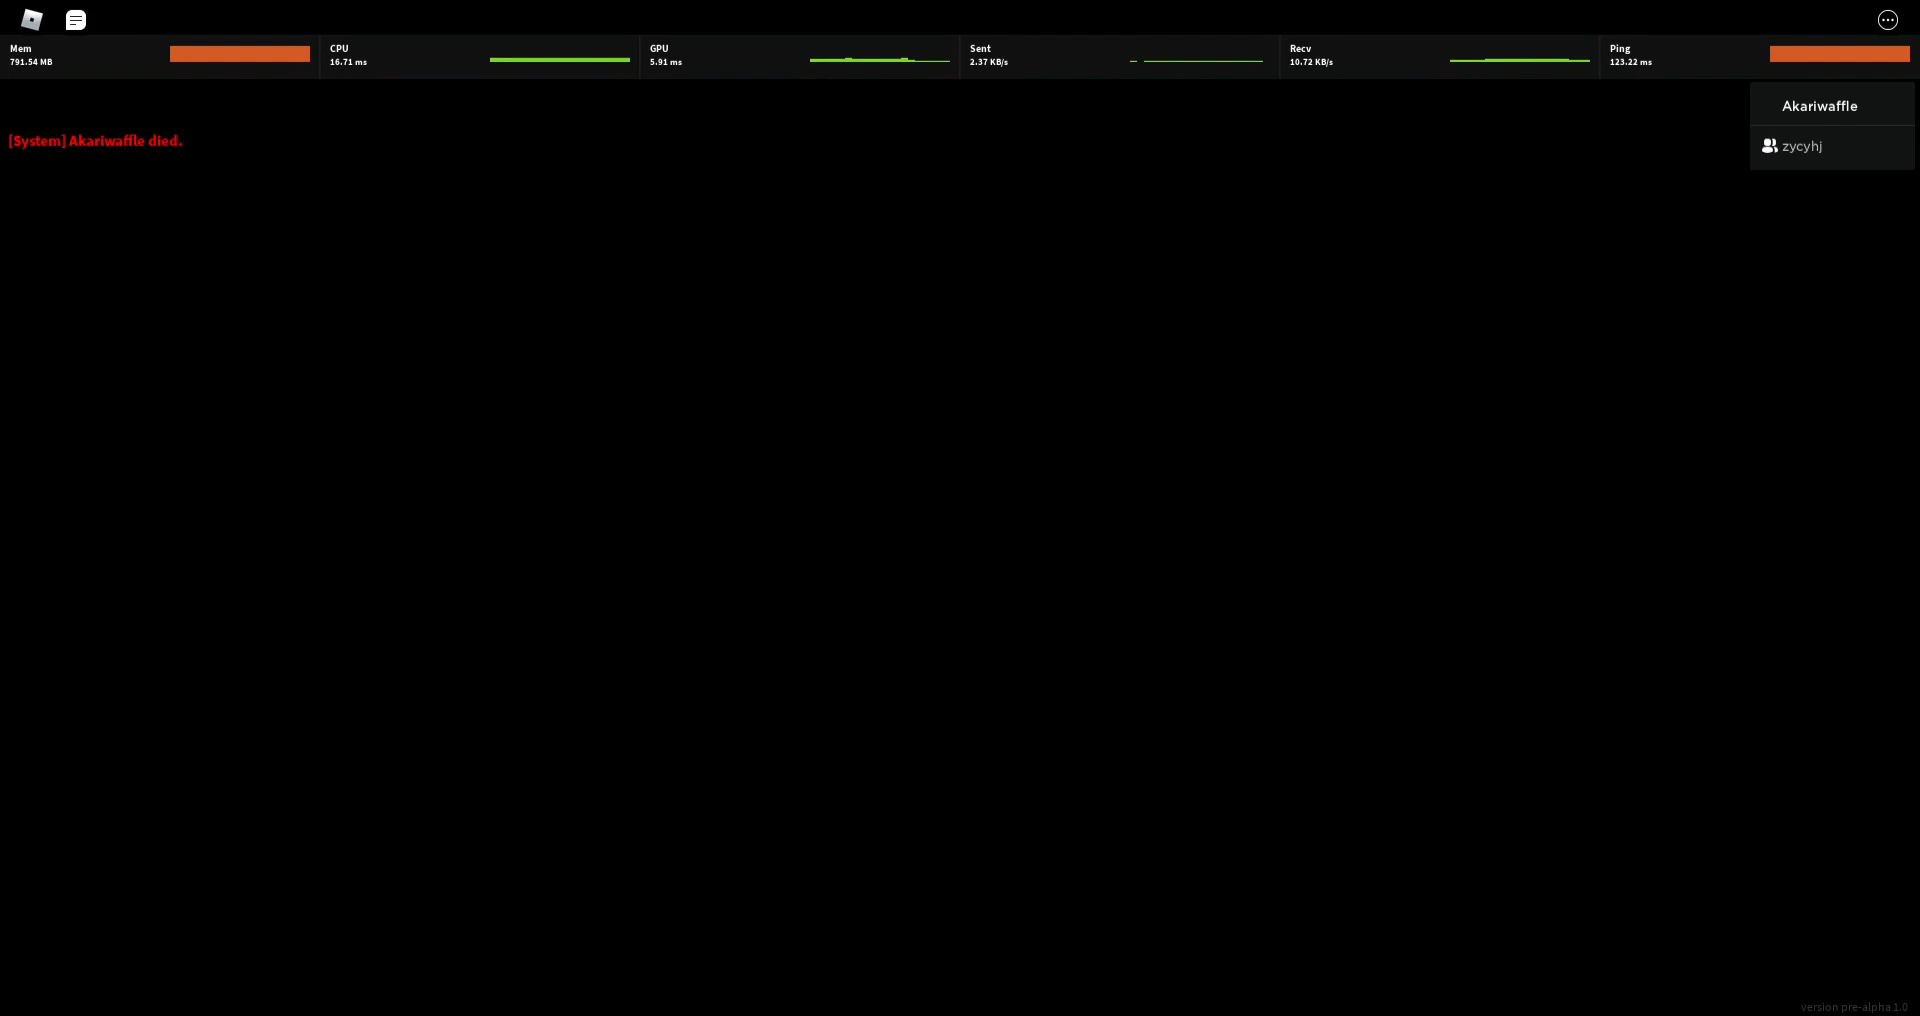 Mem
791.54 MB
CPU
16.71 ms
GPU
5.91 ms
Sent
2.37 KB/s
Recv
10.72 KB/s
Ping
123.22 ms
Akariwaffle
[System] Akariwaffle died.
zycyhj
version pre-alpha 1.0